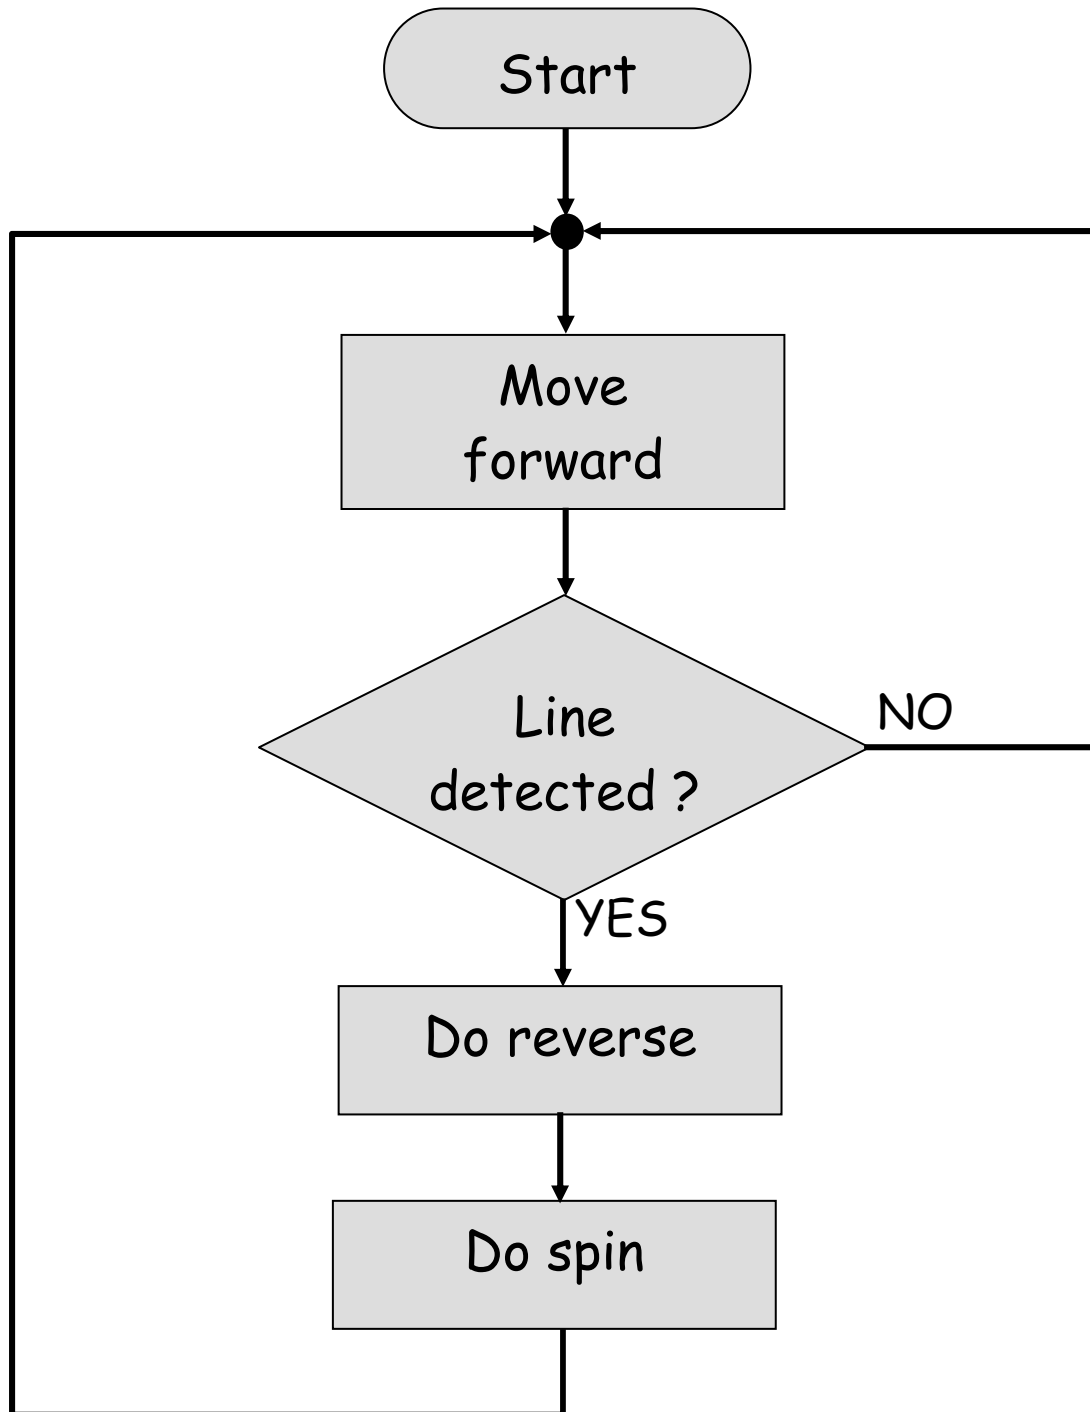 Start
Move
forward
Line
detected ?
NO
YES
Do reverse
Do spin